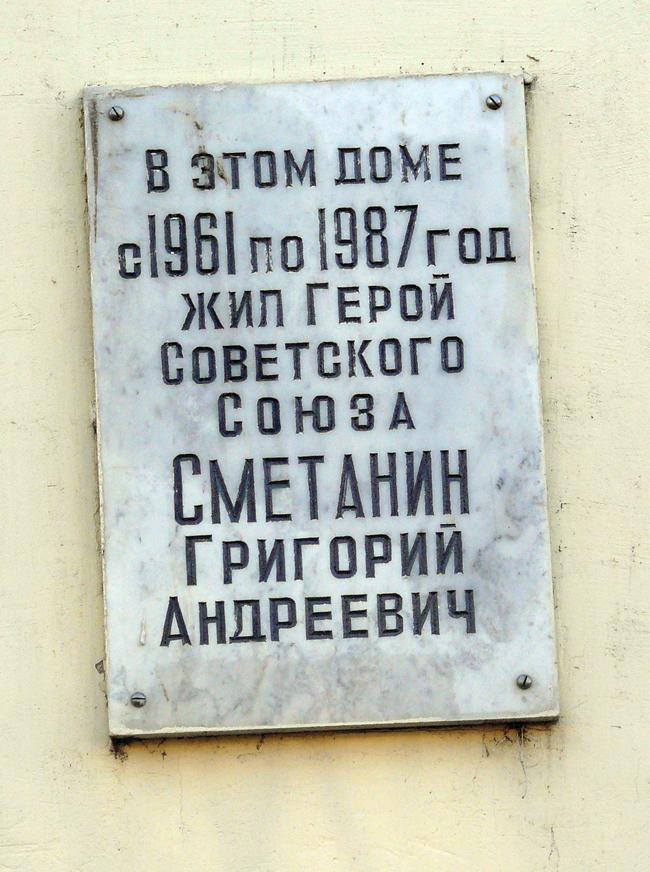 В ЭТОМ ДОМЕ
с 1961 по 1987 год
ЖИЛ ГЕРОЙ
СОВЕТСКОГО
СОЮЗА
СМЕТАНИН
ГРИГОРИЙ
АНДРЕЕВИЧ